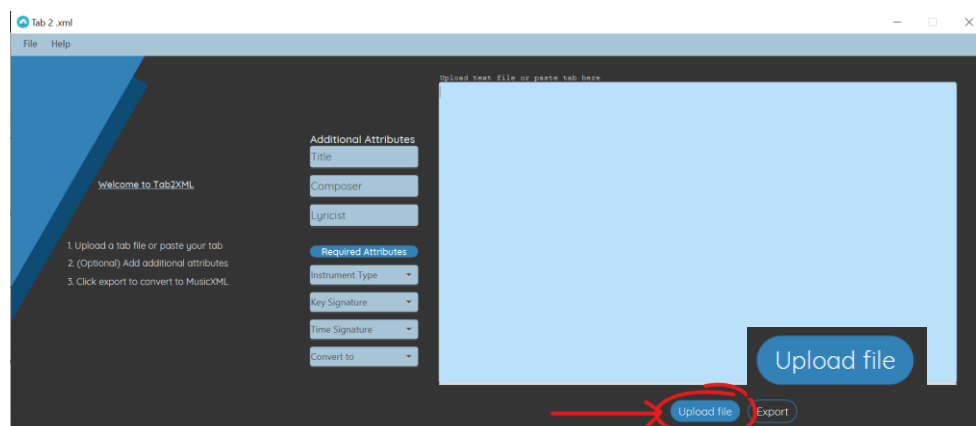 Tab 2 .xml
File Help
Upload text file or paste tab here
Additional Attributes
Title
Welcome to Tab2XML
Composer
Lyricist
1. Upload a tab file or paste your tab
2. (Optional) Add additional attributes
3. Click export to convert to MusicXML
Required Attributes
Instrument Type
Key Signature
Time Signature
Convert to
Upload file
Upload file
Export